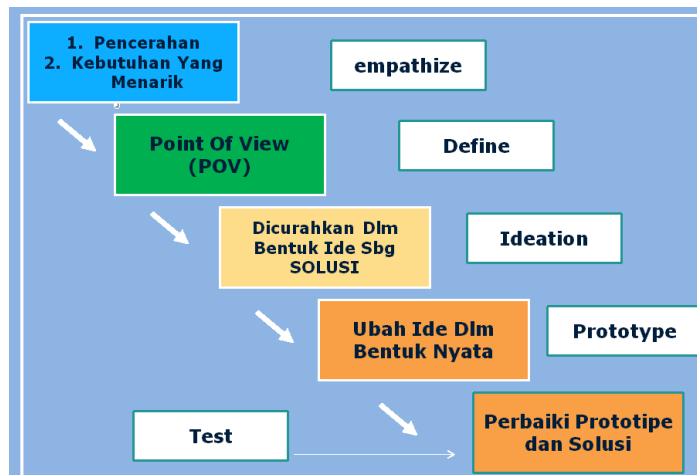 1. Pencerahan
2. Kebutuhan Yang
Menarik
empathize
Point Of View
(POV)
Define
Dicurahkan Dlm
Bentuk Ide Sbg
SOLUSI
Ideation
Ubah Ide Dlm
Bentuk Nyata
Prototype
Test
Perbaiki Prototipe
dan Solusi